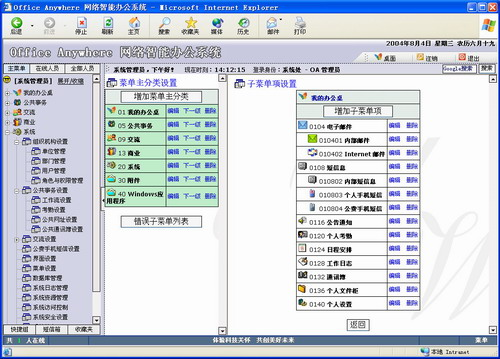 Office Anywhere 网络智能办公系统 - Microsoft Internet Explorer
后退 前进 停止 刷新 主页 搜索 收藏夹 媒体 历史 邮件 打印
Office Anywhere 网络智能办公系统
2004年8月4日 星期三 农历六月十九
桌面 注销 退出
主菜单 在线人员 全部人员
系统管理员，下午好！ 现在时刻：14:12:15 登录身份：系统处 - OA 管理员
Google搜索 搜索
[系统管理员] 展开/收缩
我的办公桌
公共事务
交流
商业
系统
组织机构设置
单位管理
部门管理
用户管理
角色与权限管理
公共事务设置
工作流设置
考勤设置
公共网址设置
公共通讯簿设置
交流设置
公费手机短信设置
界面设置
菜单设置
数据库管理
系统日志管理
系统资源管理
系统访问控制
系统安全设置
快捷组 短信箱 收藏夹
菜单主分类设置
增加菜单主分类
01 我的办公桌 编辑 下一级 删除
05 公共事务 编辑 下一级 删除
09 交流 编辑 下一级 删除
13 商业 编辑 下一级 删除
20 系统 编辑 下一级 删除
30 附件 编辑 下一级 删除
40 Windows应用程序 编辑 下一级 删除
错误子菜单列表
子菜单项设置
我的办公桌
增加子菜单项
0104 电子邮件 编辑 删除
010401 内部邮件 编辑 删除
010402 Internet 邮件 编辑 删除
0108 短信息 编辑 删除
010802 内部短信息 编辑 删除
010803 个人手机短信 编辑 删除
010804 公费手机短信 编辑 删除
0116 公告通知 编辑 删除
0120 个人考勤 编辑 删除
0124 日程安排 编辑 删除
0128 工作日志 编辑 删除
0132 通讯簿 编辑 删除
0136 个人文件柜 编辑 删除
0140 个人设置 编辑 删除
返回
共 1 人在线
体验科技关怀 共创美好未来
菜单
本地 Intranet